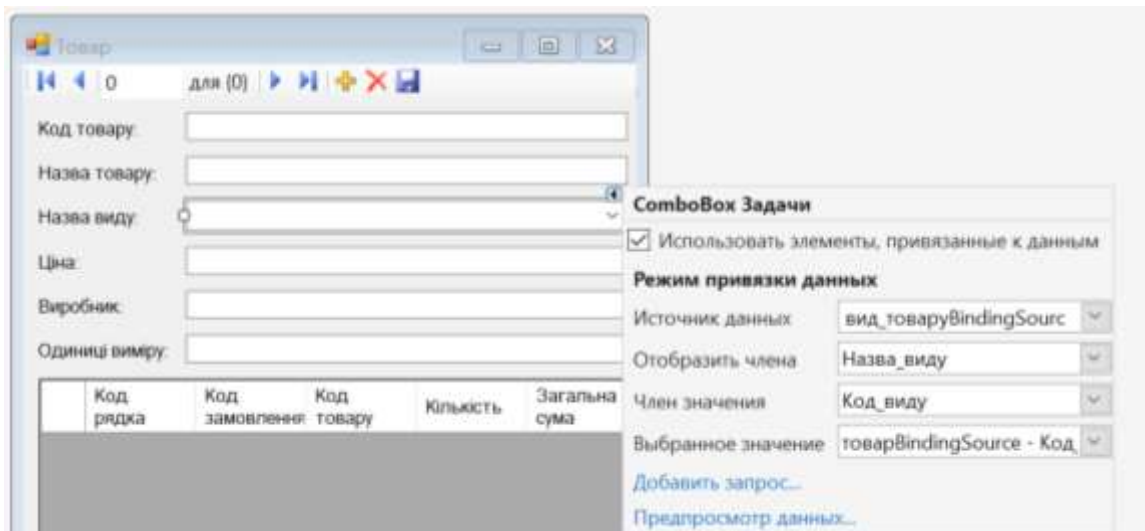 Товар
0 для {0}
Код товару:
Назва товару:
Назва виду:
Ціна:
Виробник:
Одиниці виміру:
Код рядка Код замовлення Код товару Кількість Загальна сума
ComboBox Задачи
Использовать элементы, привязанные к данным
Режим привязки данных
Источник данных вид_товаруBindingSourc
Отобразить члена Назва_виду
Член значения Код_виду
Выбранное значение товарBindingSource - Код_
Добавить запрос...
Предпросмотр данных...